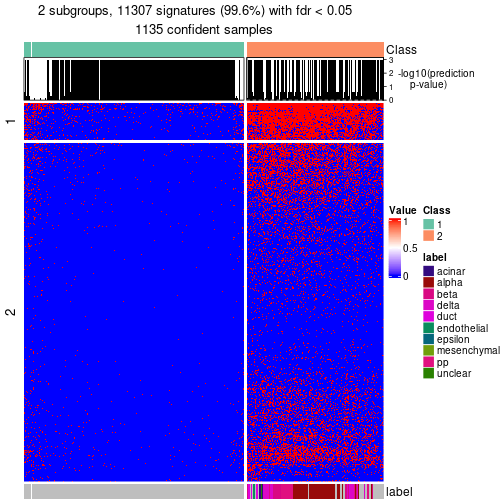 2 subgroups, 11307 signatures (99.6%) with fdr < 0.05
1135 confident samples
Class
3
2
1
0
-log10(prediction
p-value)
1
2
Value
1
0.5
0
Class
1
2
label
acinar
alpha
beta
delta
duct
endothelial
epsilon
mesenchymal
pp
unclear
label